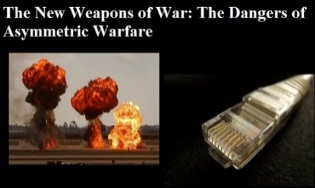 The New Weapons of War: The Dangers of
Asymmetric Warfare